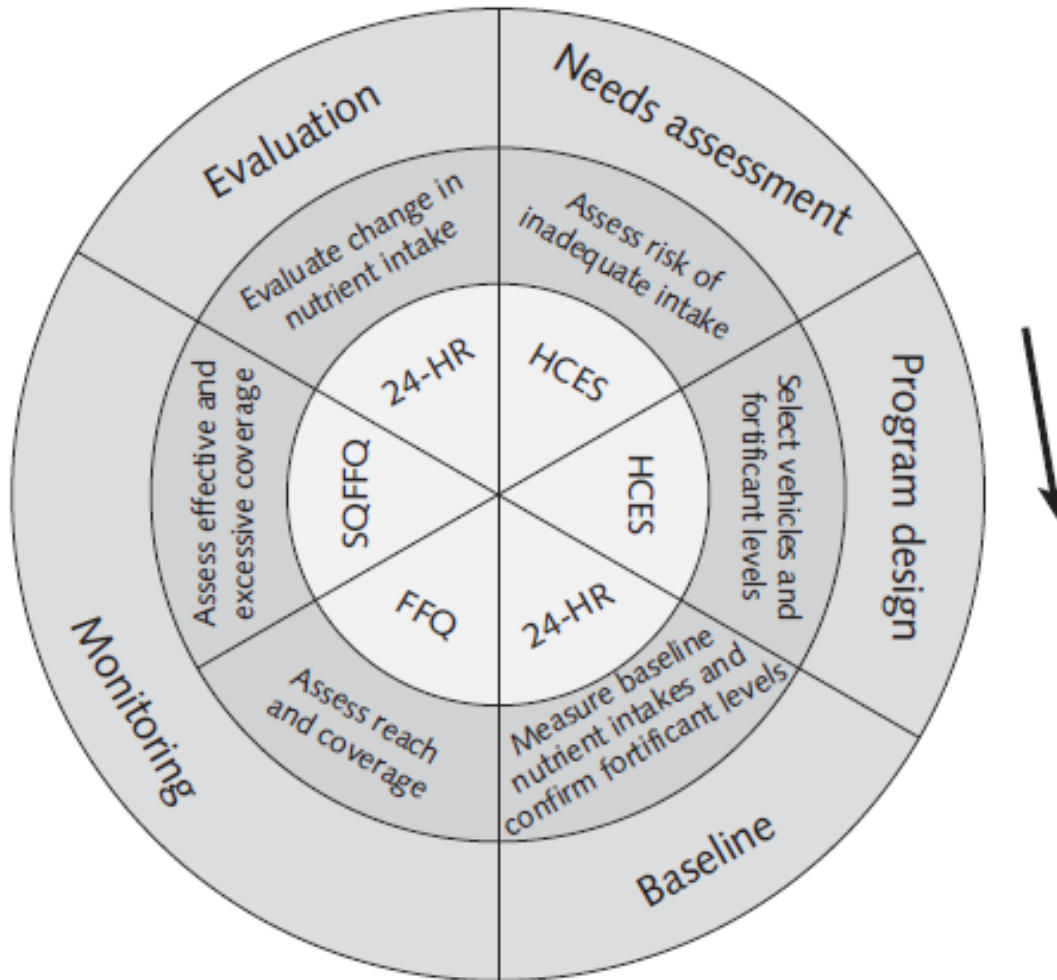 Needs assessment
Assess risk of
inadequate intake
HCES
Program design
Select vehicles and
fortificant levels
HCES
Baseline
Measure baseline
nutrient intakes and
confirm fortificant levels
24-HR
Monitoring
Assess reach
and coverage
FFQ
Assess effective and
excessive coverage
SQFFQ
Evaluation
Evaluate change in
nutrient intake
24-HR